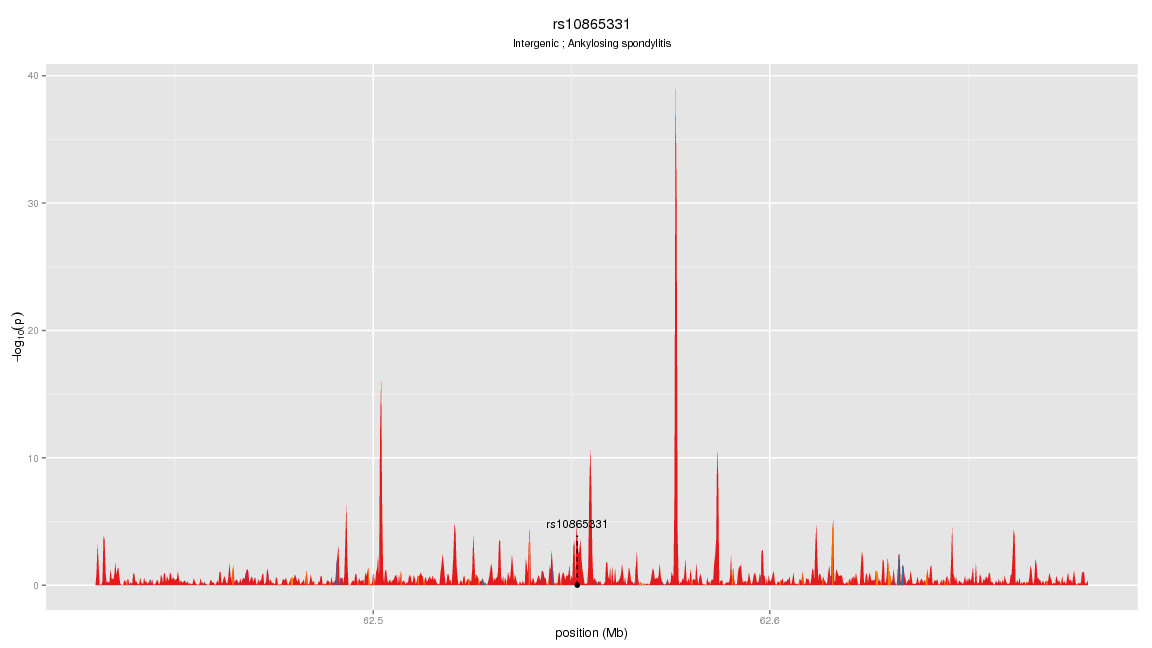 rs10865331
Intergenic ; Ankylosing spondylitis
40
30
20
10
0
−log10(p)
rs10865331
62.5
62.6
position (Mb)